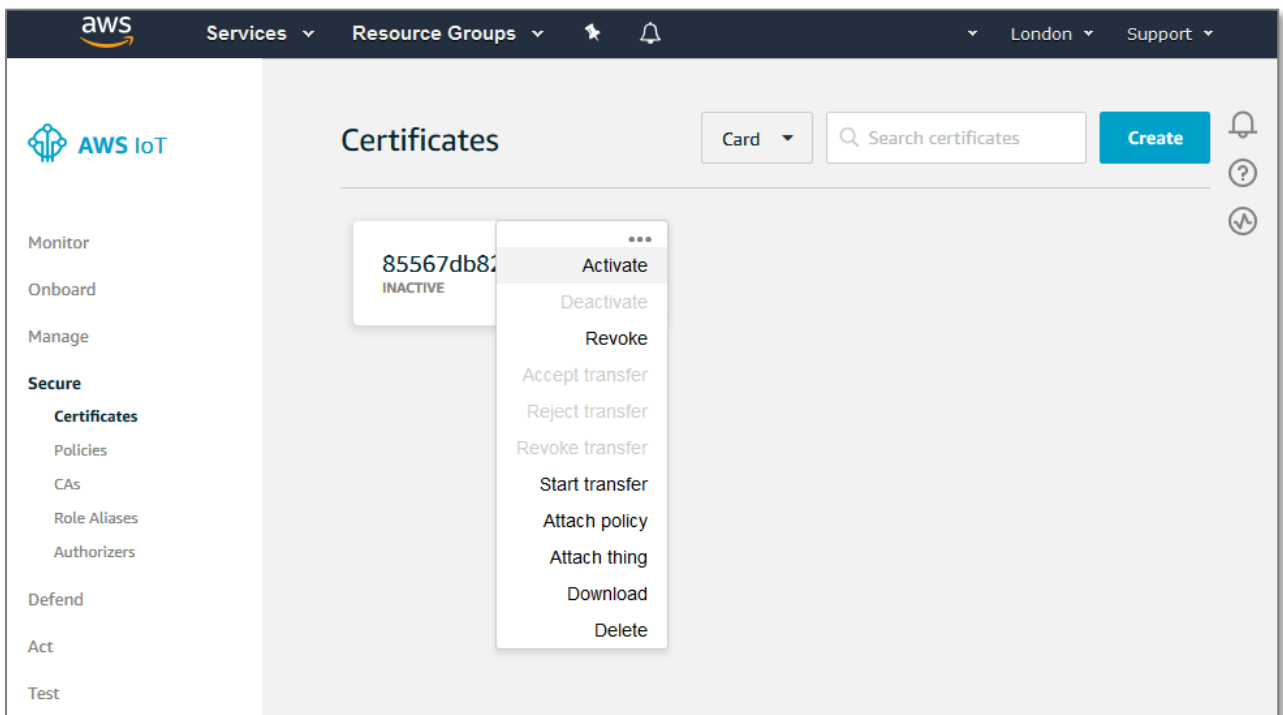 aws Services Resource Groups London Support
AWS IoT
Monitor
Onboard
Manage
Secure
Certificates
Policies
CAs
Role Aliases
Authorizers
Defend
Act
Test
Certificates
Card
Search certificates
Create
85567db82
INACTIVE
Activate
Deactivate
Revoke
Accept transfer
Reject transfer
Revoke transfer
Start transfer
Attach policy
Attach thing
Download
Delete